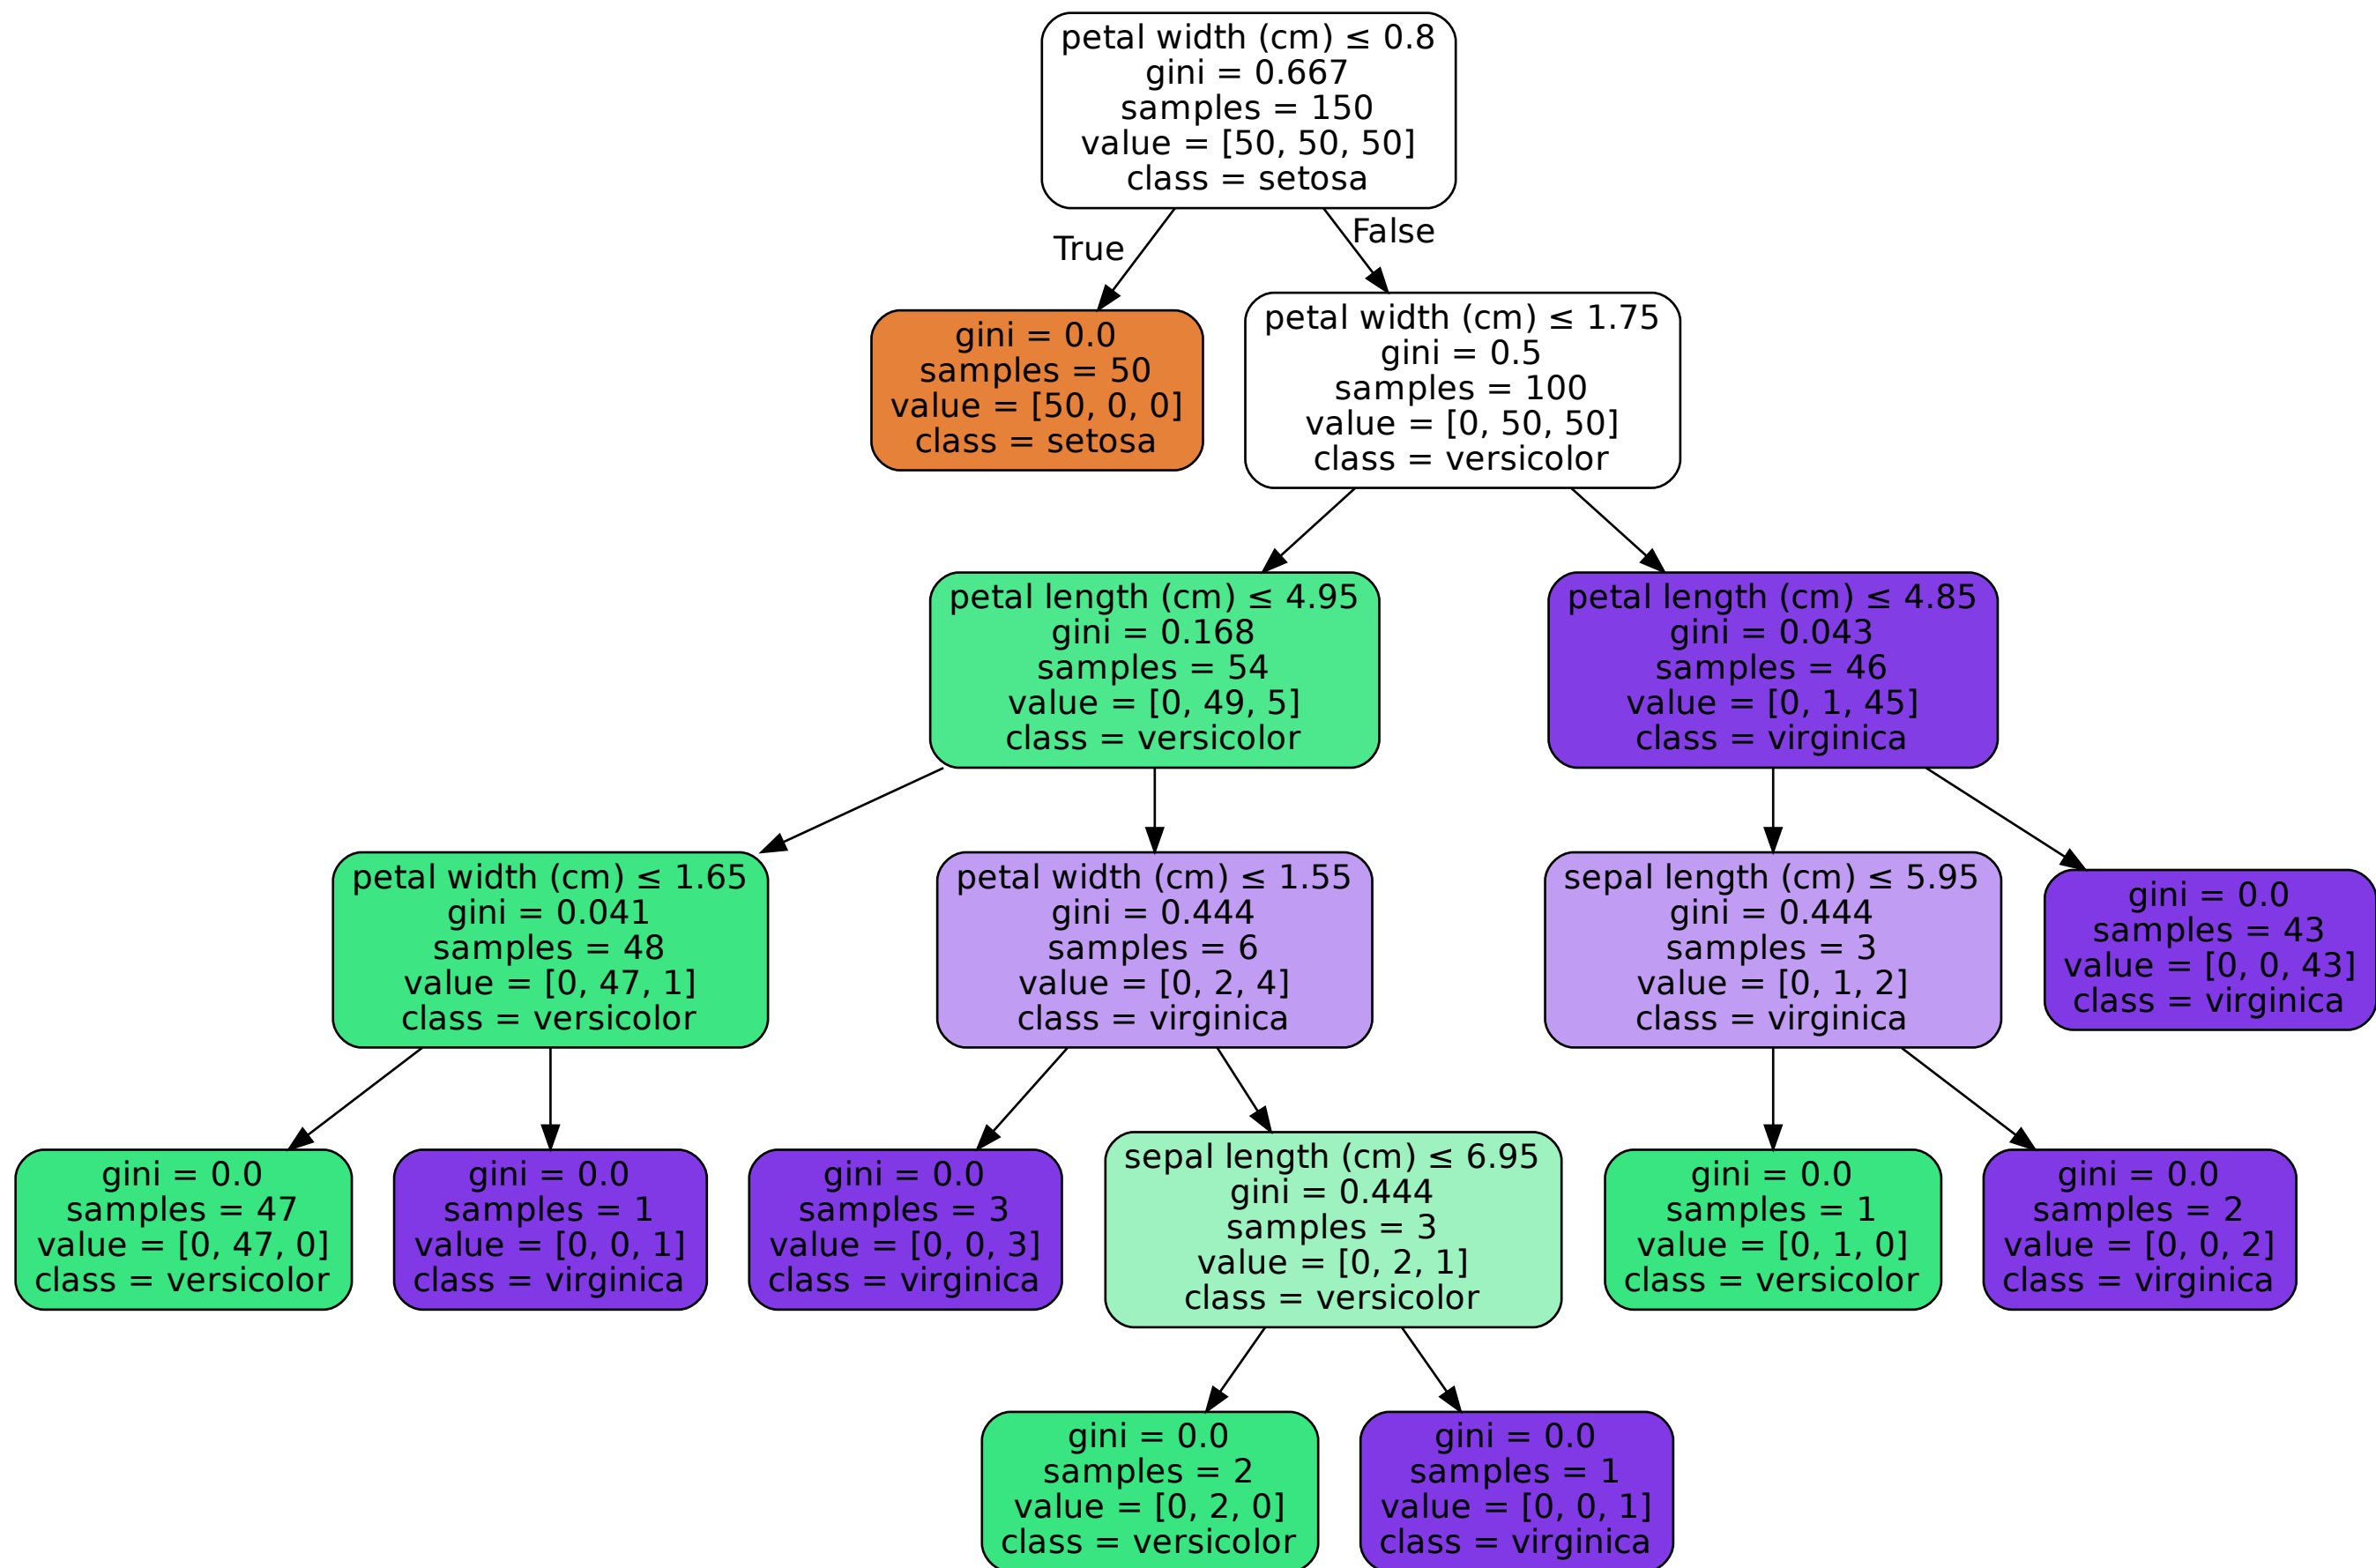 petal width (cm) ≤ 0.8
gini = 0.667
samples = 150
value = [50, 50, 50]
class = setosa
True
False
gini = 0.0
samples = 50
value = [50, 0, 0]
class = setosa
petal width (cm) ≤ 1.75
gini = 0.5
samples = 100
value = [0, 50, 50]
class = versicolor
petal length (cm) ≤ 4.95
gini = 0.168
samples = 54
value = [0, 49, 5]
class = versicolor
petal length (cm) ≤ 4.85
gini = 0.043
samples = 46
value = [0, 1, 45]
class = virginica
petal width (cm) ≤ 1.65
gini = 0.041
samples = 48
value = [0, 47, 1]
class = versicolor
petal width (cm) ≤ 1.55
gini = 0.444
samples = 6
value = [0, 2, 4]
class = virginica
sepal length (cm) ≤ 5.95
gini = 0.444
samples = 3
value = [0, 1, 2]
class = virginica
gini = 0.0
samples = 43
value = [0, 0, 43]
class = virginica
gini = 0.0
samples = 47
value = [0, 47, 0]
class = versicolor
gini = 0.0
samples = 1
value = [0, 0, 1]
class = virginica
gini = 0.0
samples = 3
value = [0, 0, 3]
class = virginica
sepal length (cm) ≤ 6.95
gini = 0.444
samples = 3
value = [0, 2, 1]
class = versicolor
gini = 0.0
samples = 1
value = [0, 1, 0]
class = versicolor
gini = 0.0
samples = 2
value = [0, 0, 2]
class = virginica
gini = 0.0
samples = 2
value = [0, 2, 0]
class = versicolor
gini = 0.0
samples = 1
value = [0, 0, 1]
class = virginica